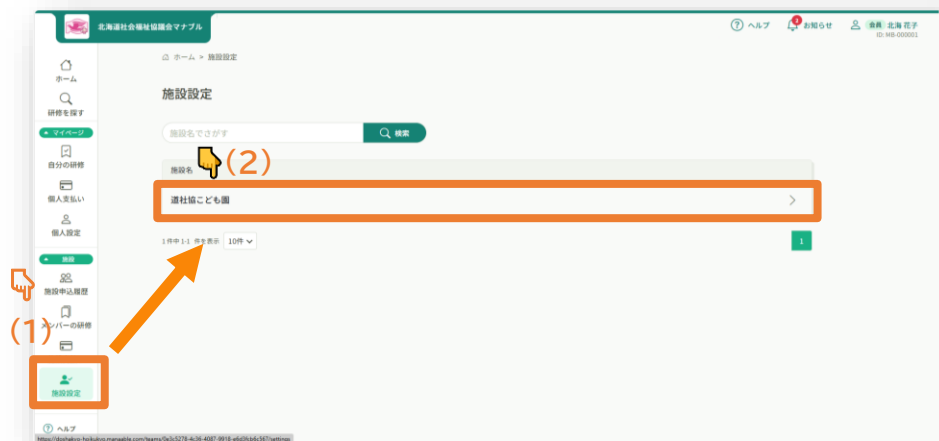 北海道社会福祉協議会マナブル
ヘルプ
2
お知らせ
会員 北海 花子
ID: MB-000001
ホーム > 施設設定
ホーム
研修を探す
マイページ
自分の研修
個人支払い
個人設定
施設
施設申込履歴
メンバーの研修
施設設定
ヘルプ
施設設定
施設名でさがす
検索
施設名
(2)
道社協こども園
1件中 1-1 件を表示 10件
1
(1)